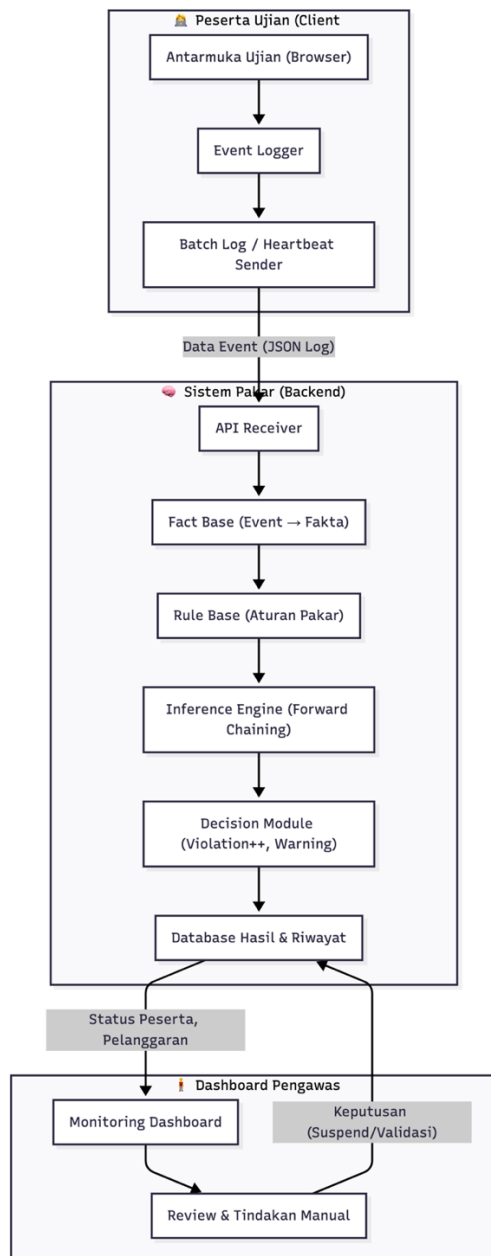 Peserta Ujian (Client
Antarmuka Ujian (Browser)
Event Logger
Batch Log / Heartbeat
Sender
Data Event (JSON Log)
Sistem Pakar (Backend)
API Receiver
Fact Base (Event → Fakta)
Rule Base (Aturan Pakar)
Inference Engine (Forward
Chaining)
Decision Module
(Violation++, Warning)
Database Hasil & Riwayat
Status Peserta,
Pelanggaran
Dashboard Pengawas
Monitoring Dashboard
Keputusan
(Suspend/Validasi)
Review & Tindakan Manual